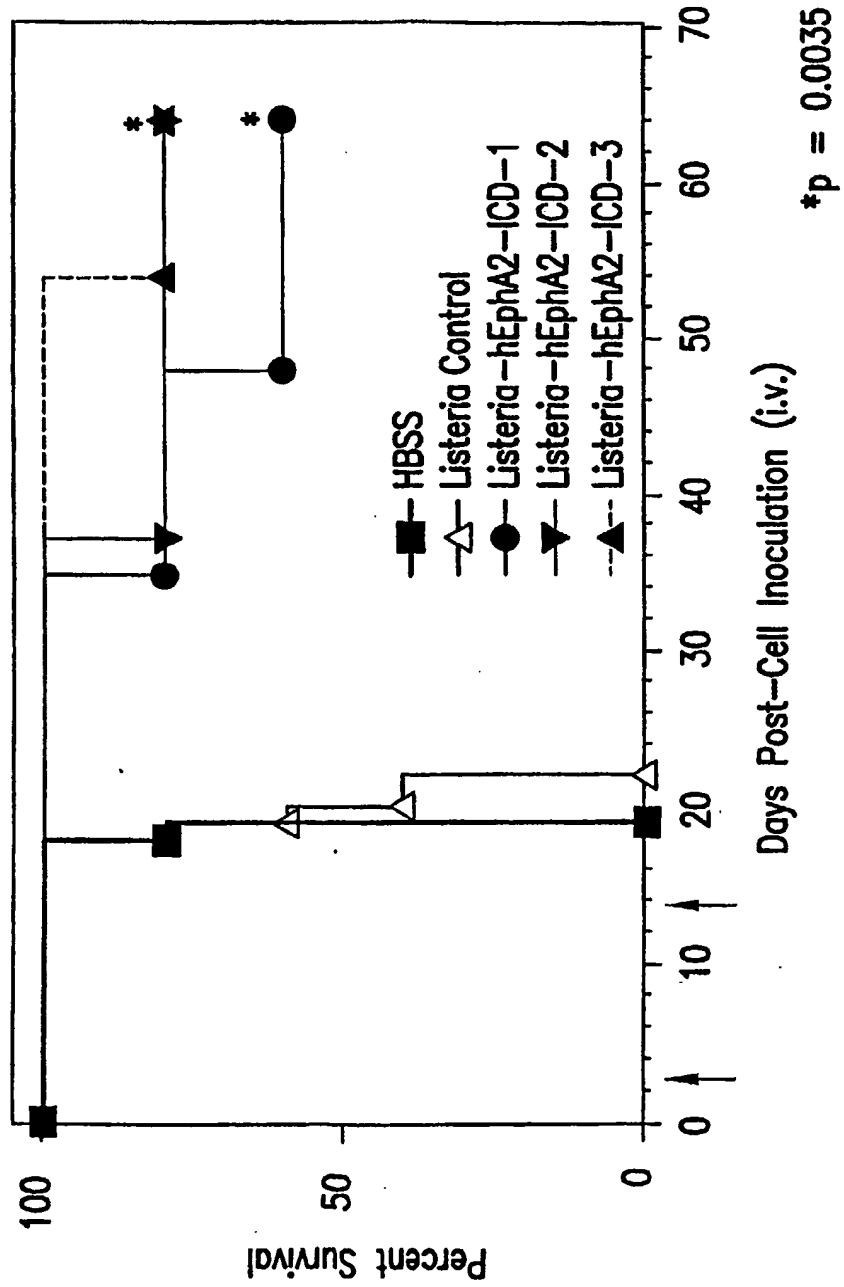 Percent Survival
100
50
0
0
10
20
30
40
50
60
70
Days Post-Cell Inoculation (i.v.)
HBSS
Listeria Control
Listeria-hEphA2-ICD-1
Listeria-hEphA2-ICD-2
Listeria-hEphA2-ICD-3
*
*
*p = 0.0035